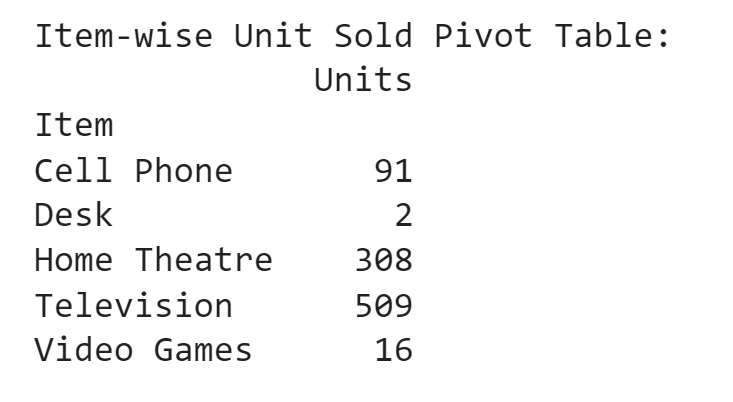 Item-wise Unit Sold Pivot Table:
Units
Item
Cell Phone 91
Desk 2
Home Theatre 308
Television 509
Video Games 16